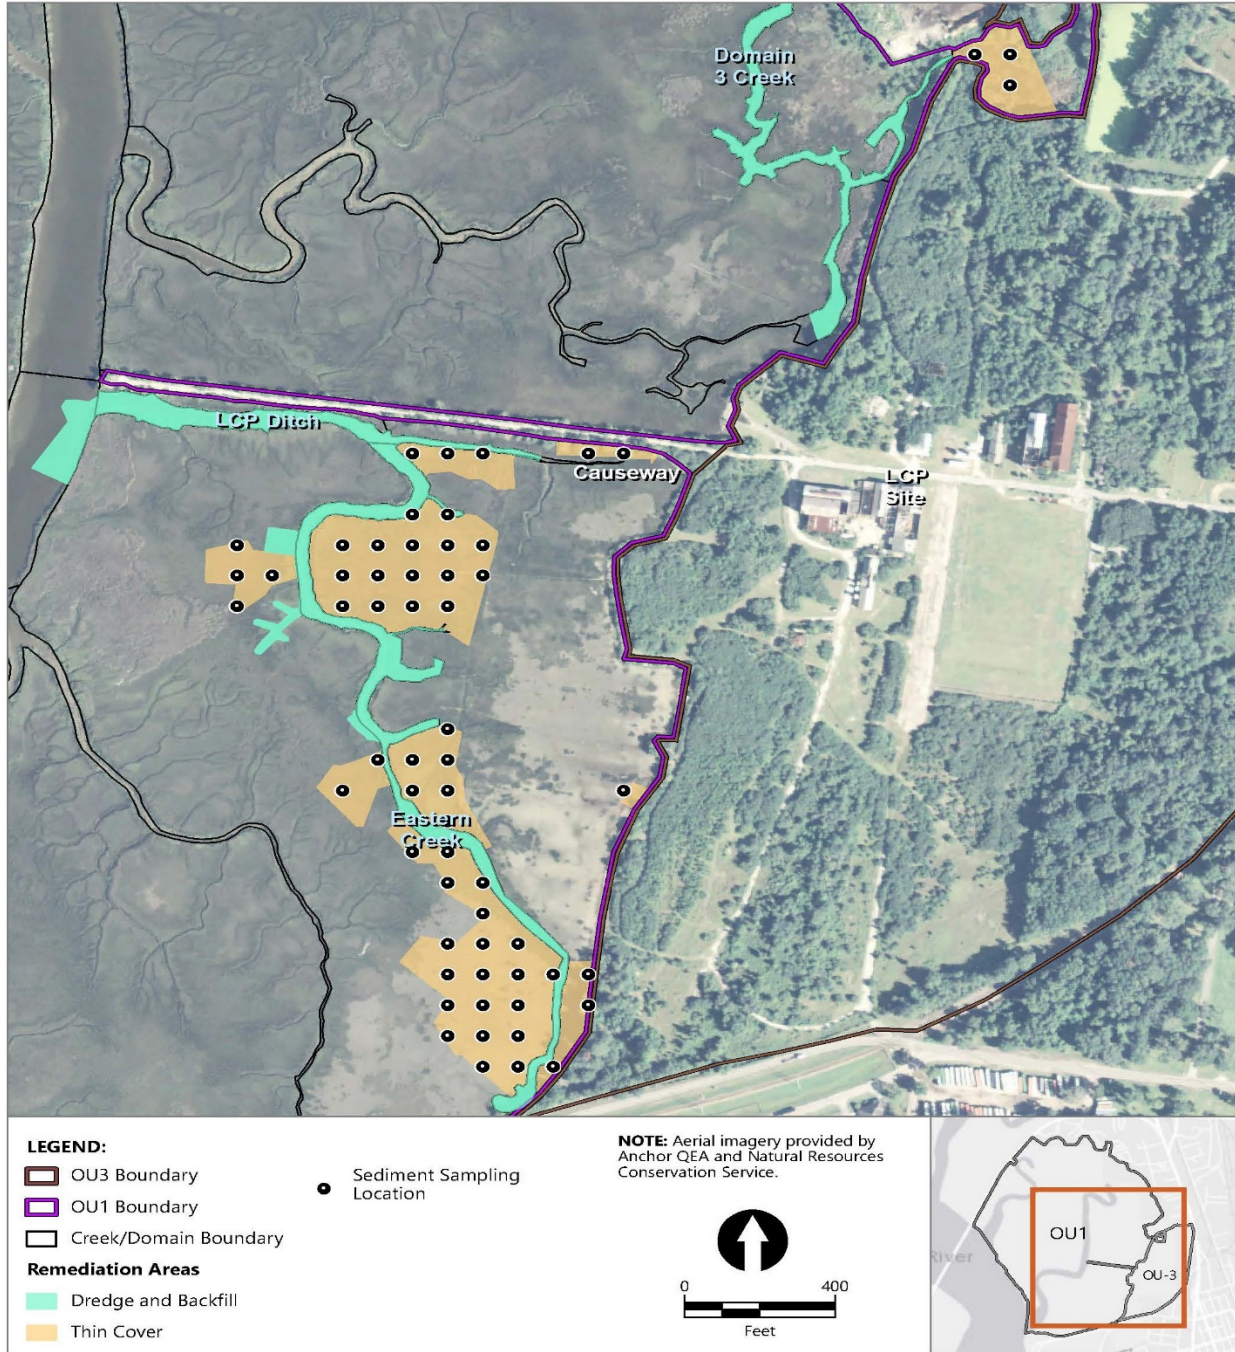 Domain
3 Creek
LCP Ditch
Causeway
LCP
Site
Eastern
Creek
LEGEND:
OU3 Boundary
OU1 Boundary
Creek/Domain Boundary
Remediation Areas
Dredge and Backfill
Thin Cover
Sediment Sampling
Location
NOTE: Aerial imagery provided by
Anchor QEA and Natural Resources
Conservation Service.
0 400
Feet
OU1
OU-3
River